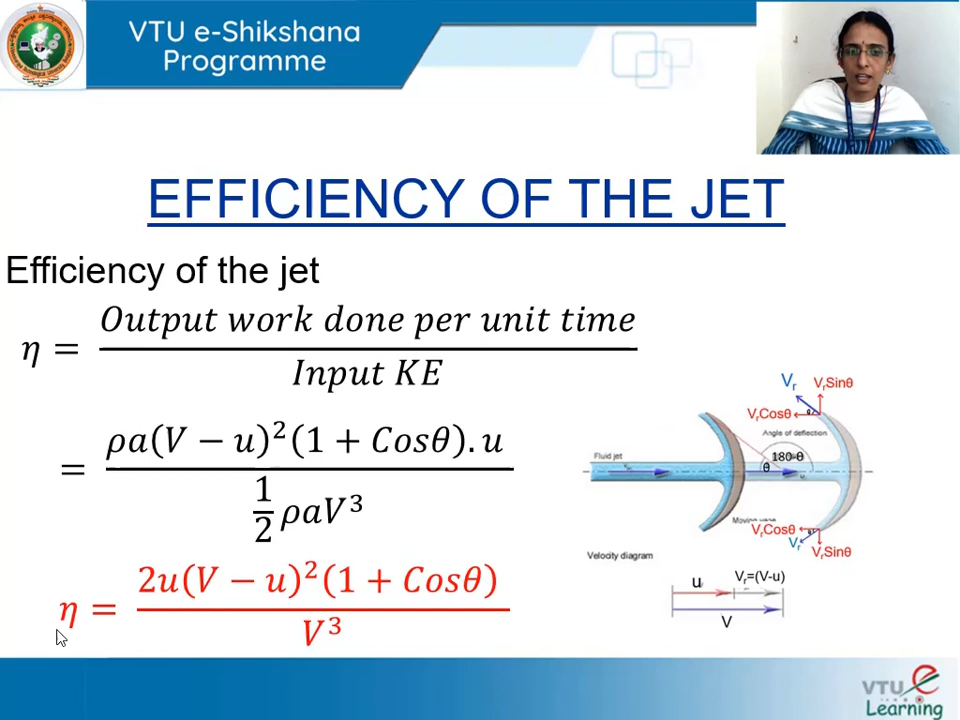 VTU e-Shikshana
Programme
EFFICIENCY OF THE JET
Efficiency of the jet
η = Output work done per unit time / Input KE
= ρa(V − u)²(1 + Cosθ). u / ½ ρaV³
η = 2u(V − u)²(1 + Cosθ) / V³
Vr
VrSinθ
VrCosθ
Angle of deflection
Fluid jet
180-θ
θ
VrCosθ
Vr
VrSinθ
Velocity diagram
u
Vr=(V-u)
V
VTU e
Learning